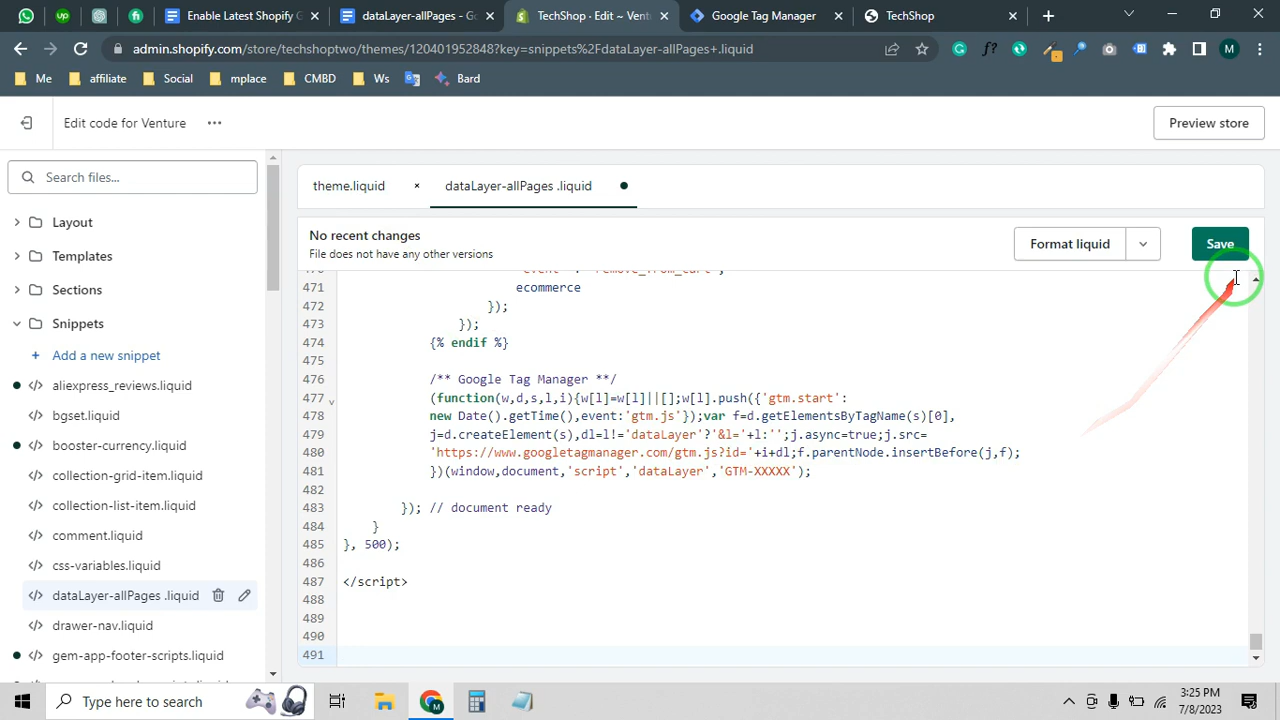 Enable Latest Shopify G
dataLayer-allPages - Go
TechShop - Edit ~ Ventu
Google Tag Manager
TechShop
admin.shopify.com/store/techshoptwo/themes/120401952848?key=snippets%2FdataLayer-allPages+.liquid
M
Me
affiliate
Social
mplace
CMBD
Ws
Bard
Edit code for Venture
Preview store
Search files...
Layout
Templates
Sections
Snippets
+ Add a new snippet
</> aliexpress_reviews.liquid
</> bgset.liquid
</> booster-currency.liquid
</> collection-grid-item.liquid
</> collection-list-item.liquid
</> comment.liquid
</> css-variables.liquid
</> dataLayer-allPages .liquid
</> drawer-nav.liquid
</> gem-app-footer-scripts.liquid
theme.liquid ×
dataLayer-allPages .liquid
No recent changes
File does not have any other versions
Format liquid
Save
471 ecommerce
472 });
473 });
474 {% endif %}
475
476 /** Google Tag Manager **/
477 (function(w,d,s,l,i){w[l]=w[l]||[];w[l].push({'gtm.start':
478 new Date().getTime(),event:'gtm.js'});var f=d.getElementsByTagName(s)[0],
479 j=d.createElement(s),dl=l!='dataLayer'?'&l='+l:'';j.async=true;j.src=
480 'https://www.googletagmanager.com/gtm.js?id='+i+dl;f.parentNode.insertBefore(j,f);
481 })(window,document,'script','dataLayer','GTM-XXXXX');
482
483 }); // document ready
484 }
485 }, 500);
486
487 </script>
488
489
490
491
Type here to search
3:25 PM
7/8/2023